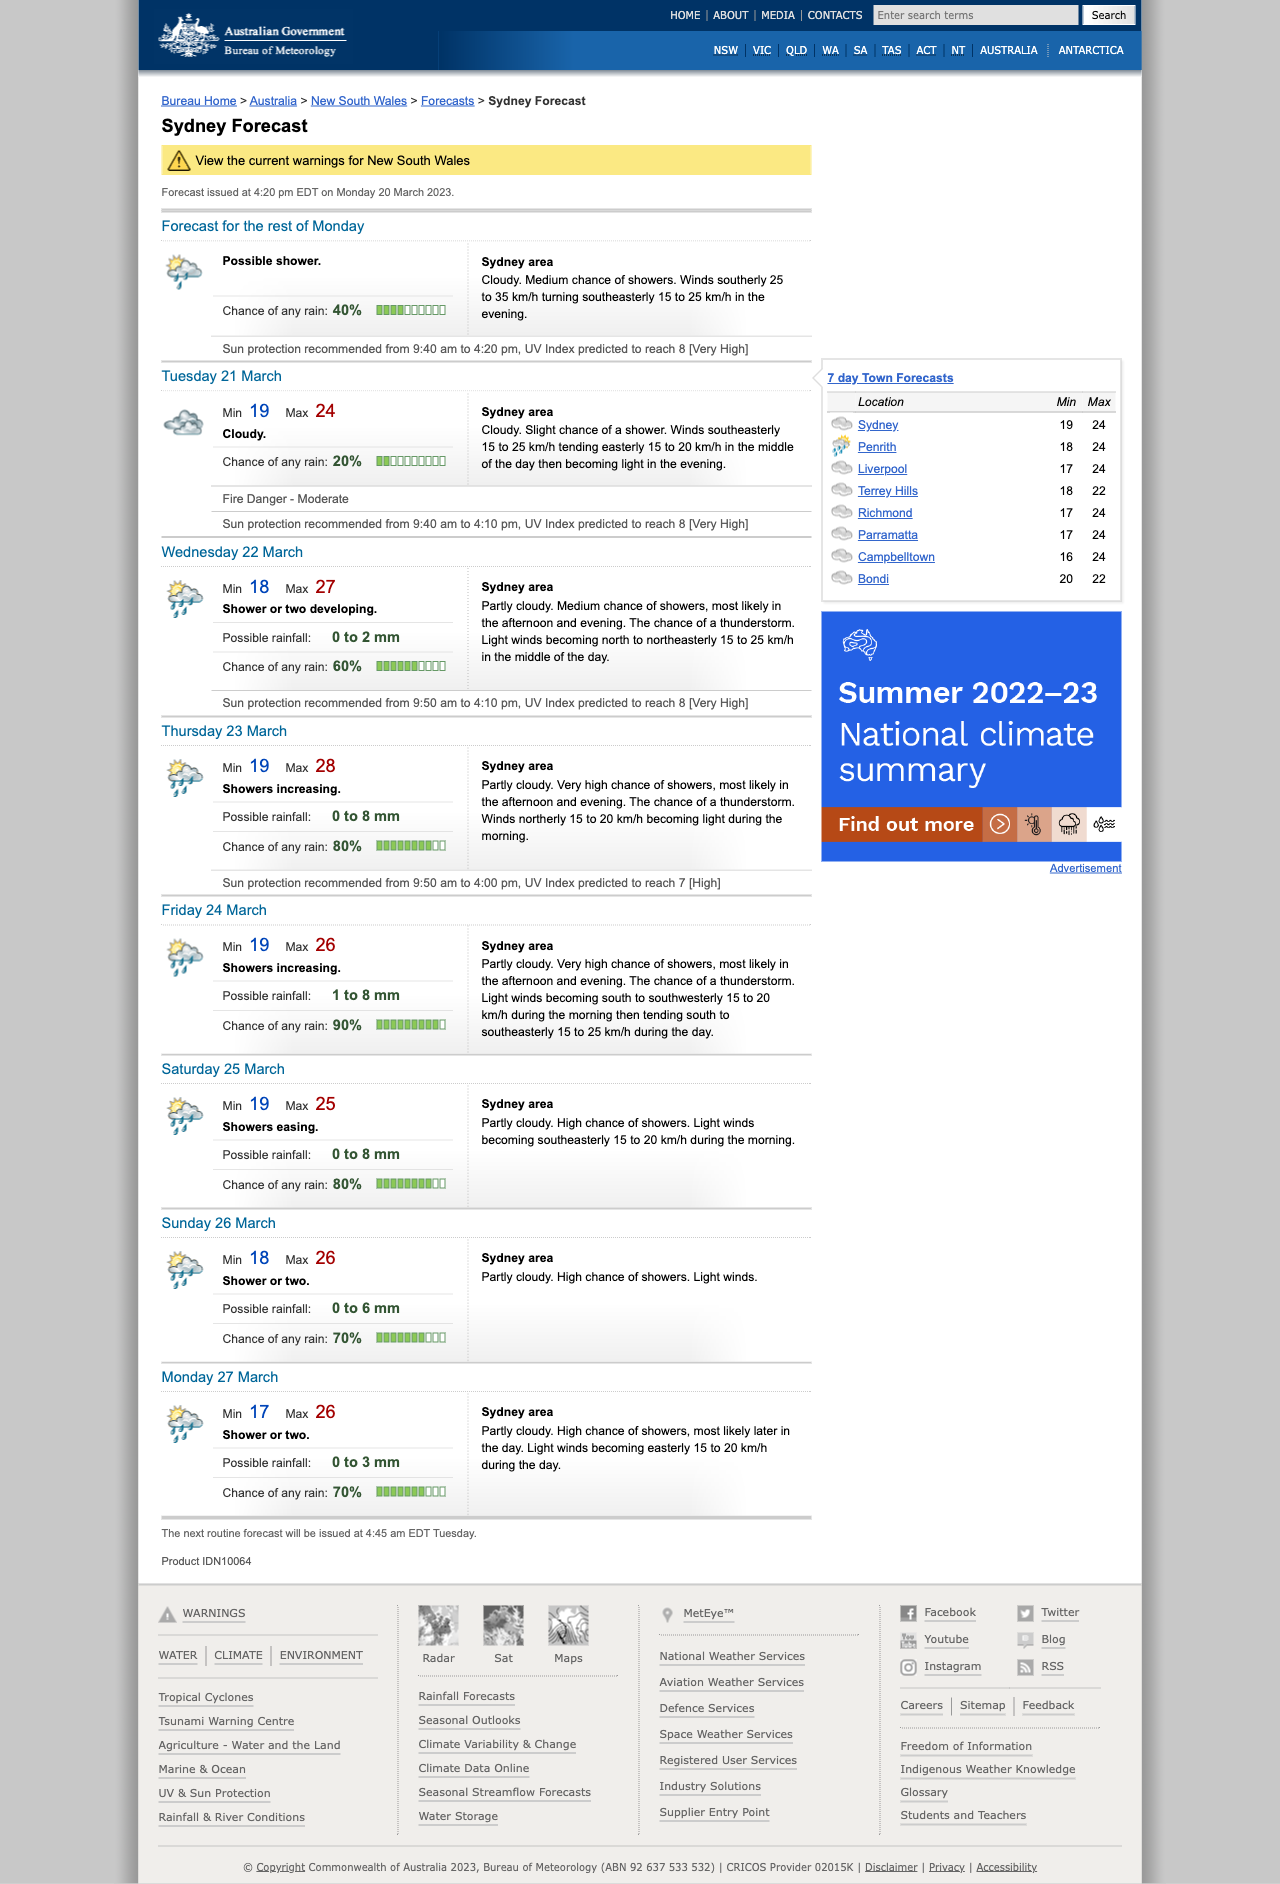 Australian Government
Bureau of Meteorology
HOME | ABOUT | MEDIA | CONTACTS
Enter search terms
Search
NSW | VIC | QLD | WA | SA | TAS | ACT | NT | AUSTRALIA | ANTARCTICA
Bureau Home > Australia > New South Wales > Forecasts > Sydney Forecast
Sydney Forecast
View the current warnings for New South Wales
Forecast issued at 4:20 pm EDT on Monday 20 March 2023.
Forecast for the rest of Monday
Possible shower.
Chance of any rain: 40%
Sydney area
Cloudy. Medium chance of showers. Winds southerly 25
to 35 km/h turning southeasterly 15 to 25 km/h in the
evening.
Sun protection recommended from 9:40 am to 4:20 pm, UV Index predicted to reach 8 [Very High]
Tuesday 21 March
Min 19 Max 24
Cloudy.
Chance of any rain: 20%
Sydney area
Cloudy. Slight chance of a shower. Winds southeasterly
15 to 25 km/h tending easterly 15 to 20 km/h in the middle
of the day then becoming light in the evening.
Fire Danger - Moderate
Sun protection recommended from 9:40 am to 4:10 pm, UV Index predicted to reach 8 [Very High]
Wednesday 22 March
Min 18 Max 27
Shower or two developing.
Possible rainfall: 0 to 2 mm
Chance of any rain: 60%
Sydney area
Partly cloudy. Medium chance of showers, most likely in
the afternoon and evening. The chance of a thunderstorm.
Light winds becoming north to northeasterly 15 to 25 km/h
in the middle of the day.
Sun protection recommended from 9:50 am to 4:10 pm, UV Index predicted to reach 8 [Very High]
Thursday 23 March
Min 19 Max 28
Showers increasing.
Possible rainfall: 0 to 8 mm
Chance of any rain: 80%
Sydney area
Partly cloudy. Very high chance of showers, most likely in
the afternoon and evening. The chance of a thunderstorm.
Winds northerly 15 to 20 km/h becoming light during the
morning.
Sun protection recommended from 9:50 am to 4:00 pm, UV Index predicted to reach 7 [High]
Friday 24 March
Min 19 Max 26
Showers increasing.
Possible rainfall: 1 to 8 mm
Chance of any rain: 90%
Sydney area
Partly cloudy. Very high chance of showers, most likely in
the afternoon and evening. The chance of a thunderstorm.
Light winds becoming south to southwesterly 15 to 20
km/h during the morning then tending south to
southeasterly 15 to 25 km/h during the day.
Saturday 25 March
Min 19 Max 25
Showers easing.
Possible rainfall: 0 to 8 mm
Chance of any rain: 80%
Sydney area
Partly cloudy. High chance of showers. Light winds
becoming southeasterly 15 to 20 km/h during the morning.
Sunday 26 March
Min 18 Max 26
Shower or two.
Possible rainfall: 0 to 6 mm
Chance of any rain: 70%
Sydney area
Partly cloudy. High chance of showers. Light winds.
Monday 27 March
Min 17 Max 26
Shower or two.
Possible rainfall: 0 to 3 mm
Chance of any rain: 70%
Sydney area
Partly cloudy. High chance of showers, most likely later in
the day. Light winds becoming easterly 15 to 20 km/h
during the day.
The next routine forecast will be issued at 4:45 am EDT Tuesday.
Product IDN10064
7 day Town Forecasts
Location Min Max
Sydney 19 24
Penrith 18 24
Liverpool 17 24
Terrey Hills 18 22
Richmond 17 24
Parramatta 17 24
Campbelltown 16 24
Bondi 20 22
Summer 2022–23
National climate
summary
Find out more
Advertisement
WARNINGS
WATER | CLIMATE | ENVIRONMENT
Tropical Cyclones
Tsunami Warning Centre
Agriculture - Water and the Land
Marine & Ocean
UV & Sun Protection
Rainfall & River Conditions
Radar Sat Maps
Rainfall Forecasts
Seasonal Outlooks
Climate Variability & Change
Climate Data Online
Seasonal Streamflow Forecasts
Water Storage
MetEye™
National Weather Services
Aviation Weather Services
Defence Services
Space Weather Services
Registered User Services
Industry Solutions
Supplier Entry Point
Facebook Twitter
Youtube Blog
Instagram RSS
Careers | Sitemap | Feedback
Freedom of Information
Indigenous Weather Knowledge
Glossary
Students and Teachers
© Copyright Commonwealth of Australia 2023, Bureau of Meteorology (ABN 92 637 533 532) | CRICOS Provider 02015K | Disclaimer | Privacy | Accessibility